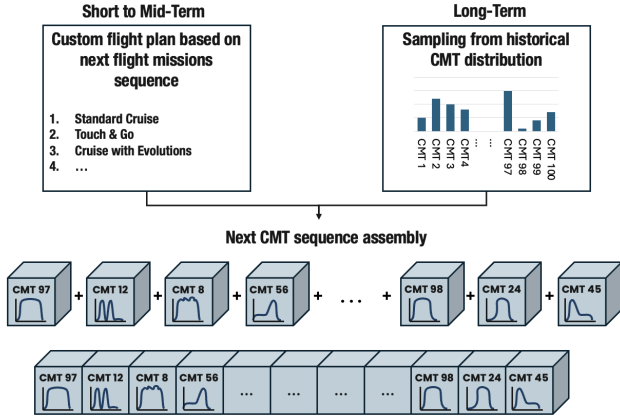 Short to Mid-Term
Custom flight plan based on
next flight missions
sequence
1. Standard Cruise
2. Touch & Go
3. Cruise with Evolutions
4. ...
Long-Term
Sampling from historical
CMT distribution
CMT 1
CMT 2
CMT 3
CMT4
...
...
CMT 97
CMT 98
CMT 99
CMT 100
Next CMT sequence assembly
CMT 97 + CMT 12 + CMT 8 + CMT 56 + ... + CMT 98 + CMT 24 + CMT 45
CMT 97 CMT 12 CMT 8 CMT 56 ... ... ... ... CMT 98 CMT 24 CMT 45